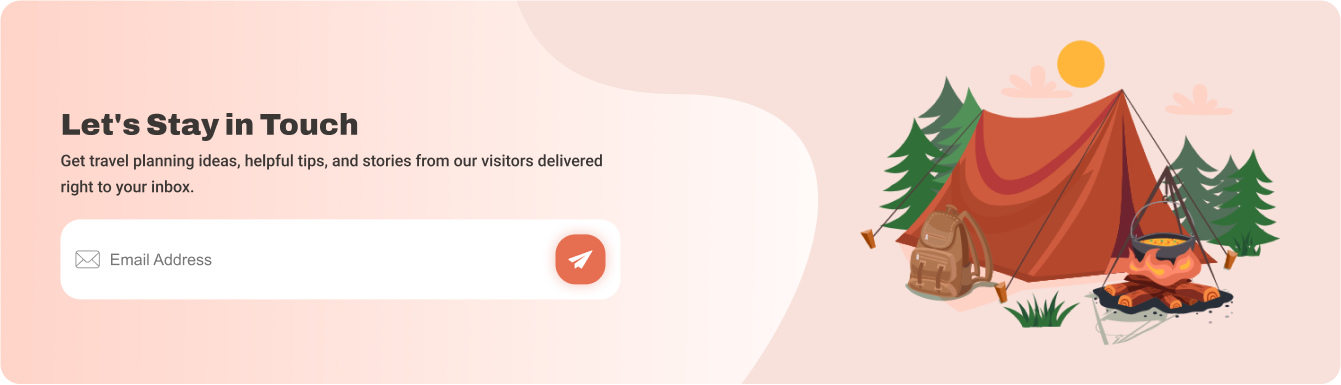 Let's Stay in Touch
Get travel planning ideas, helpful tips, and stories from our visitors delivered
right to your inbox.
Email Address